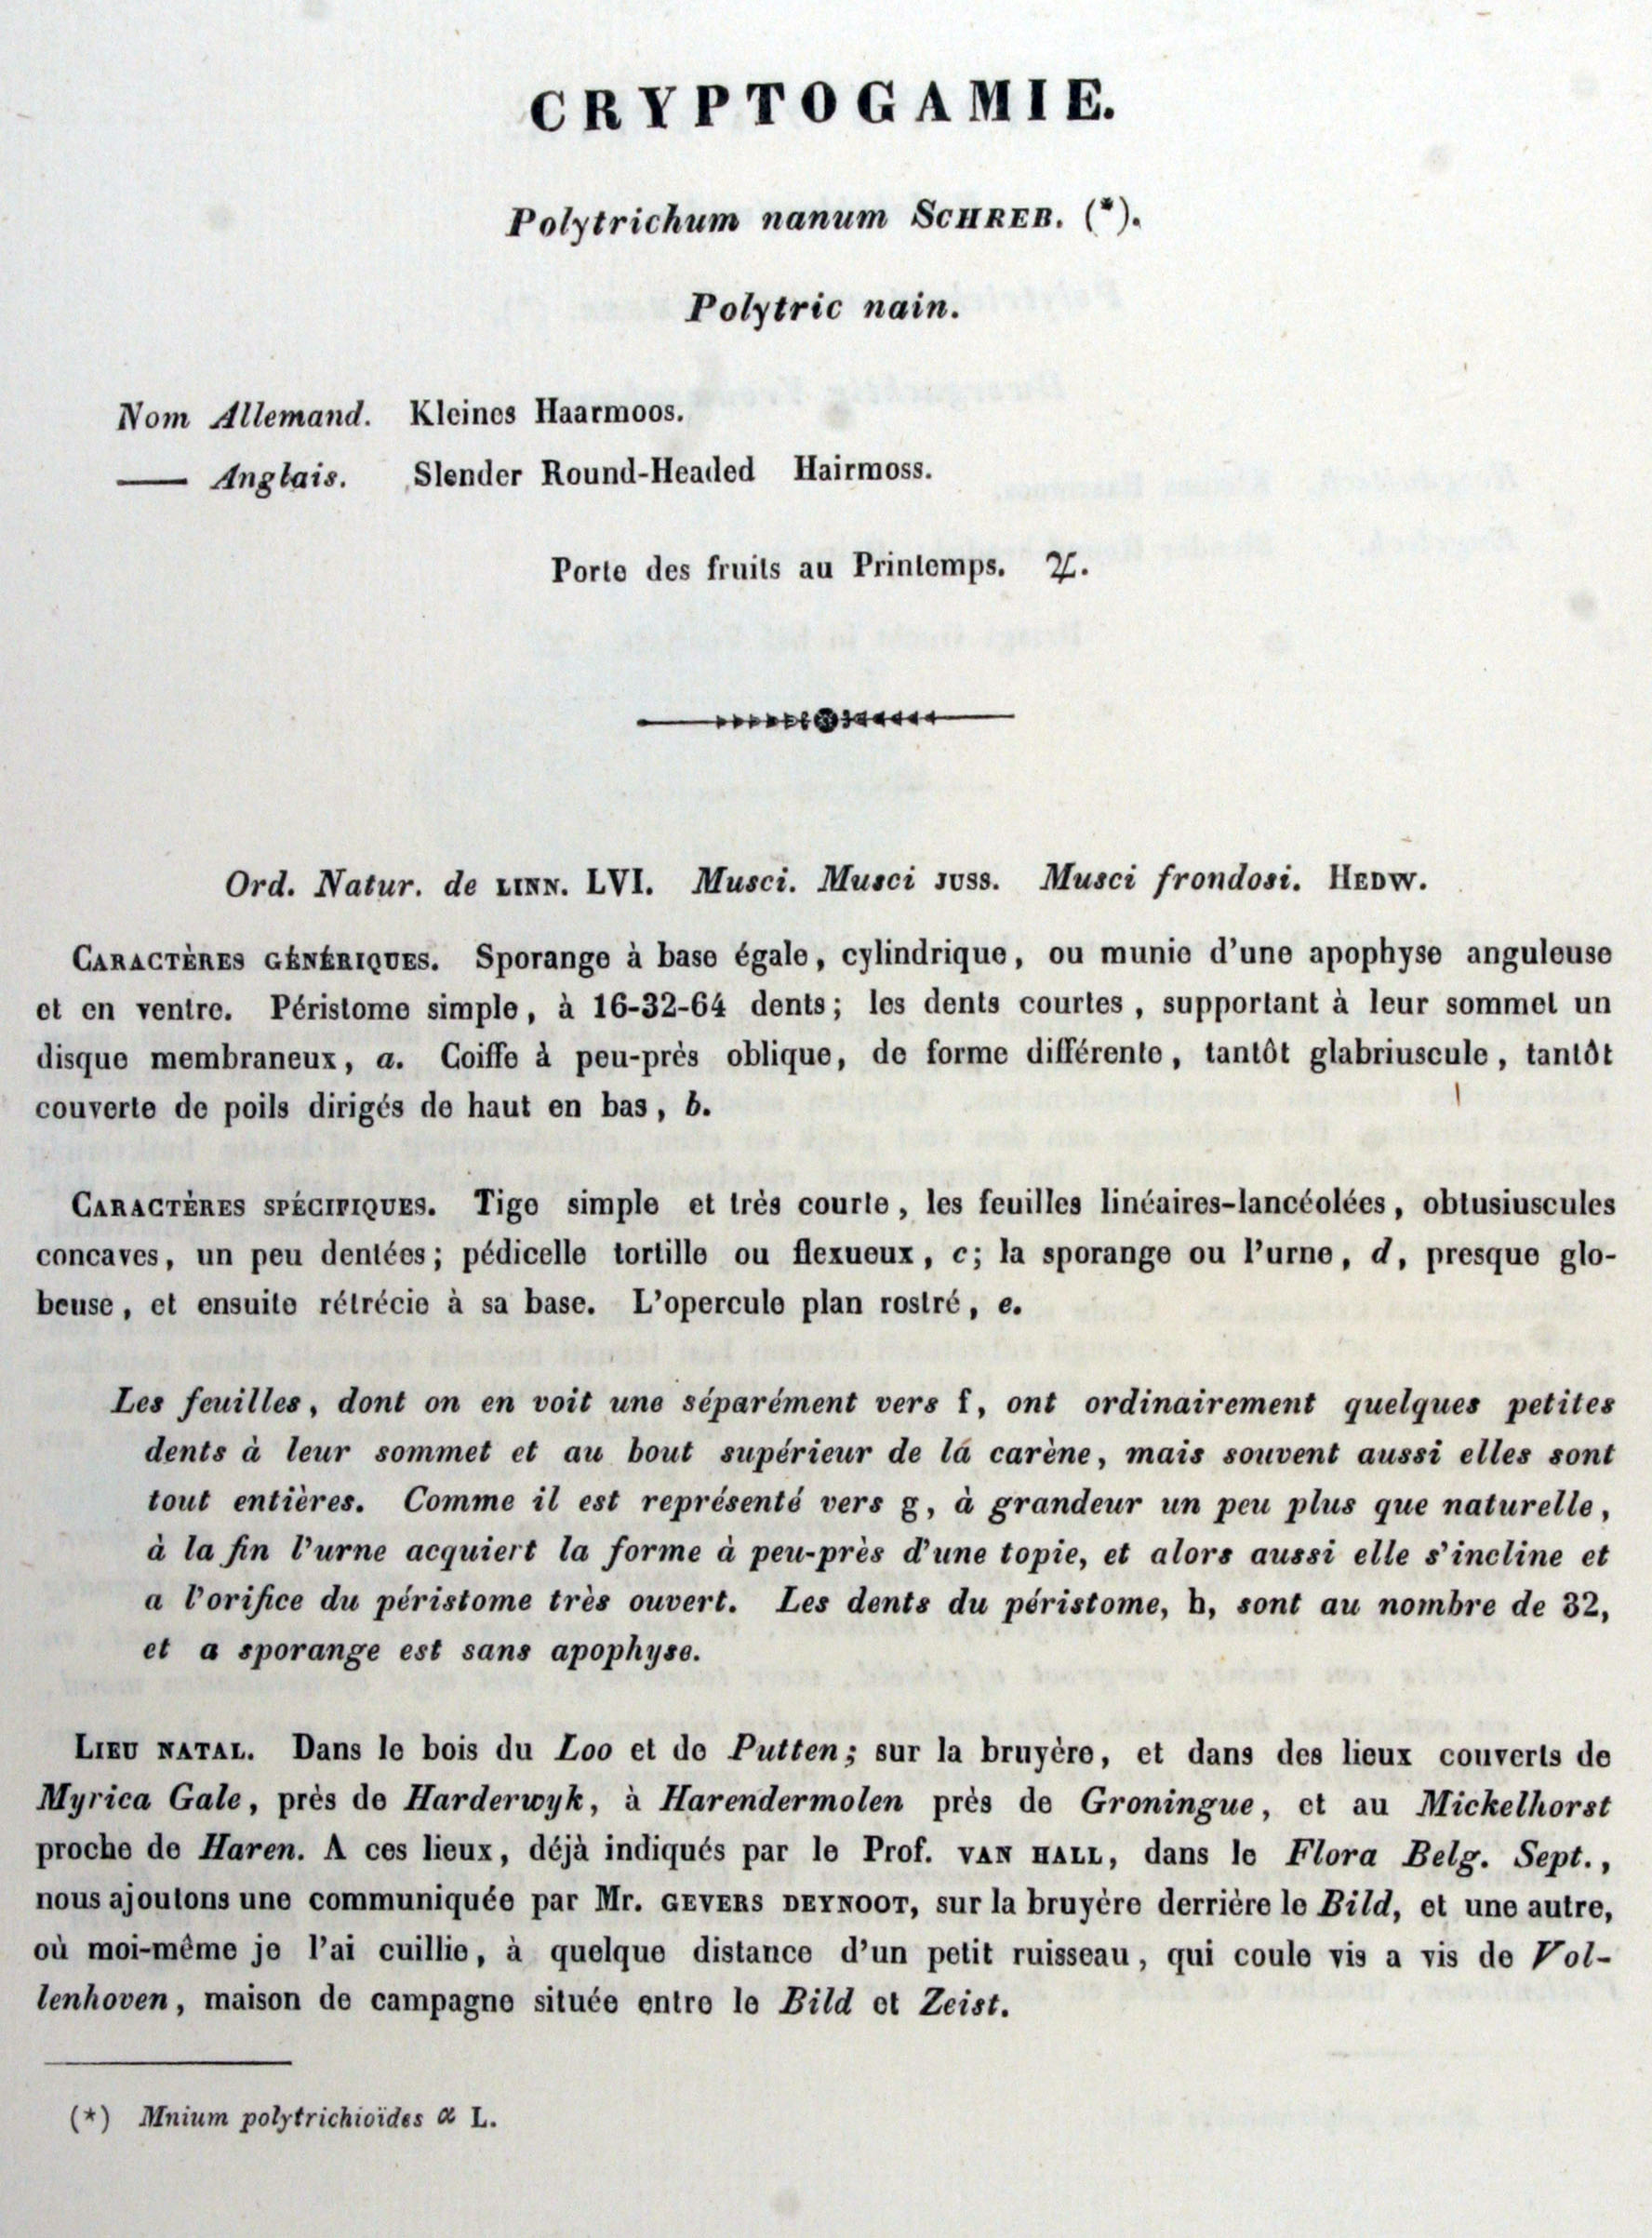 CRYPTOGAMIE.
Polytrichum nanum SCHREB. (*).
Polytric nain.
Nom Allemand. Kleines Haarmoos.
— Anglais. Slender Round-Headed Hairmoss.
Porte des fruits au Printemps. ♃.
Ord. Natur. de LINN. LVI. Musci. Musci JUSS. Musci frondosi. HEDW.
CARACTÈRES GÉNÉRIQUES. Sporange à base égale, cylindrique, ou munie d'une apophyse anguleuse
et en ventre. Péristome simple, à 16-32-64 dents; les dents courtes, supportant à leur sommet un
disque membraneux, a. Coiffe à peu-près oblique, de forme différente, tantôt glabriuscule, tantôt
couverte de poils dirigés de haut en bas, b.
CARACTÈRES SPÉCIFIQUES. Tige simple et très courte, les feuilles linéaires-lancéolées, obtusiuscules
concaves, un peu dentées; pédicelle tortille ou flexueux, c; la sporange ou l'urne, d, presque glo-
beuse, et ensuite rétrécie à sa base. L'opercule plan rostré, e.
Les feuilles, dont on en voit une séparément vers f, ont ordinairement quelques petites
dents à leur sommet et au bout supérieur de lá carène, mais souvent aussi elles sont
tout entières. Comme il est représenté vers g, à grandeur un peu plus que naturelle,
à la fin l'urne acquiert la forme à peu-près d'une topie, et alors aussi elle s'incline et
a l'orifice du péristome très ouvert. Les dents du péristome, h, sont au nombre de 32,
et a sporange est sans apophyse.
LIEU NATAL. Dans le bois du Loo et de Putten; sur la bruyère, et dans des lieux couverts de
Myrica Gale, près de Harderwyk, à Harendermolen près de Groningue, et au Mickelhorst
proche de Haren. A ces lieux, déjà indiqués par le Prof. VAN HALL, dans le Flora Belg. Sept.,
nous ajoutons une communiquée par Mr. GEVERS DEYNOOT, sur la bruyère derrière le Bild, et une autre,
où moi-même je l'ai cuillie, à quelque distance d'un petit ruisseau, qui coule vis a vis de Vol-
lenhoven, maison de campagne située entre le Bild et Zeist.
(*) Mnium polytrichioïdes α L.